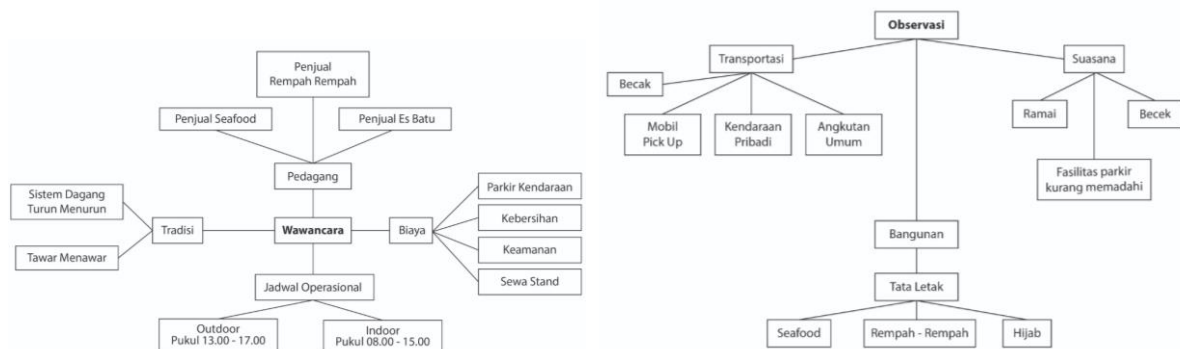 Penjual
Rempah Rempah
Penjual Seafood
Penjual Es Batu
Pedagang
Sistem Dagang
Turun Menurun
Tawar Menawar
Tradisi
Wawancara
Biaya
Parkir Kendaraan
Kebersihan
Keamanan
Sewa Stand
Jadwal Operasional
Outdoor
Pukul 13.00 - 17.00
Indoor
Pukul 08.00 - 15.00
Observasi
Transportasi
Suasana
Becak
Mobil
Pick Up
Kendaraan
Pribadi
Angkutan
Umum
Ramai
Becek
Fasilitas parkir
kurang memadahi
Bangunan
Tata Letak
Seafood
Rempah - Rempah
Hijab